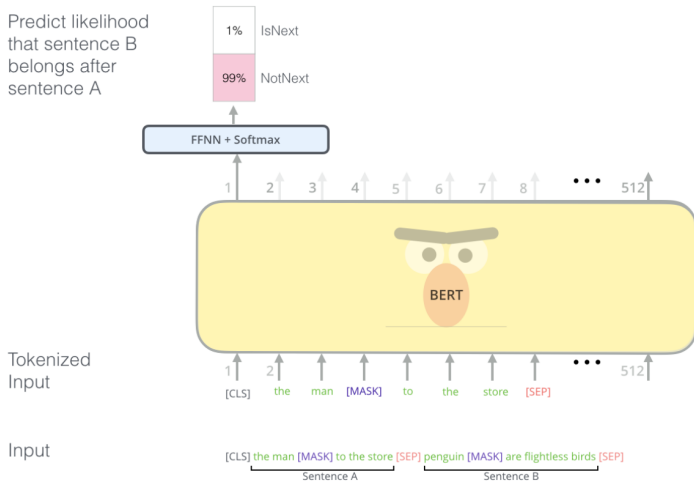 Predict likelihood
that sentence B
belongs after
sentence A
1% IsNext
99% NotNext
FFNN + Softmax
1 2 3 4 5 6 7 8 ••• 512
BERT
Tokenized
Input
1 2 ••• 512
[CLS] the man [MASK] to the store [SEP]
Input
[CLS] the man [MASK] to the store [SEP] penguin [MASK] are flightless birds [SEP]
Sentence A Sentence B